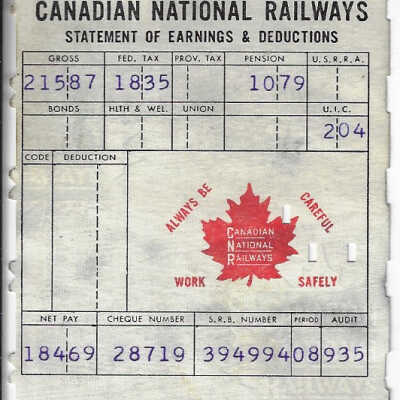 CANADIAN NATIONAL RAILWAYS
STATEMENT OF EARNINGS & DEDUCTIONS
GROSS FED. TAX PROV. TAX PENSION U.S.R.R.A.
21587 1835 1079
BONDS HLTH & WEL. UNION U.I.C.
204
CODE DEDUCTION
ALWAYS BE CAREFUL
CANADIAN
NATIONAL
RAILWAYS
WORK SAFELY
NET PAY CHEQUE NUMBER S.R.B. NUMBER PERIOD AUDIT
18469 28719 394994 08 935